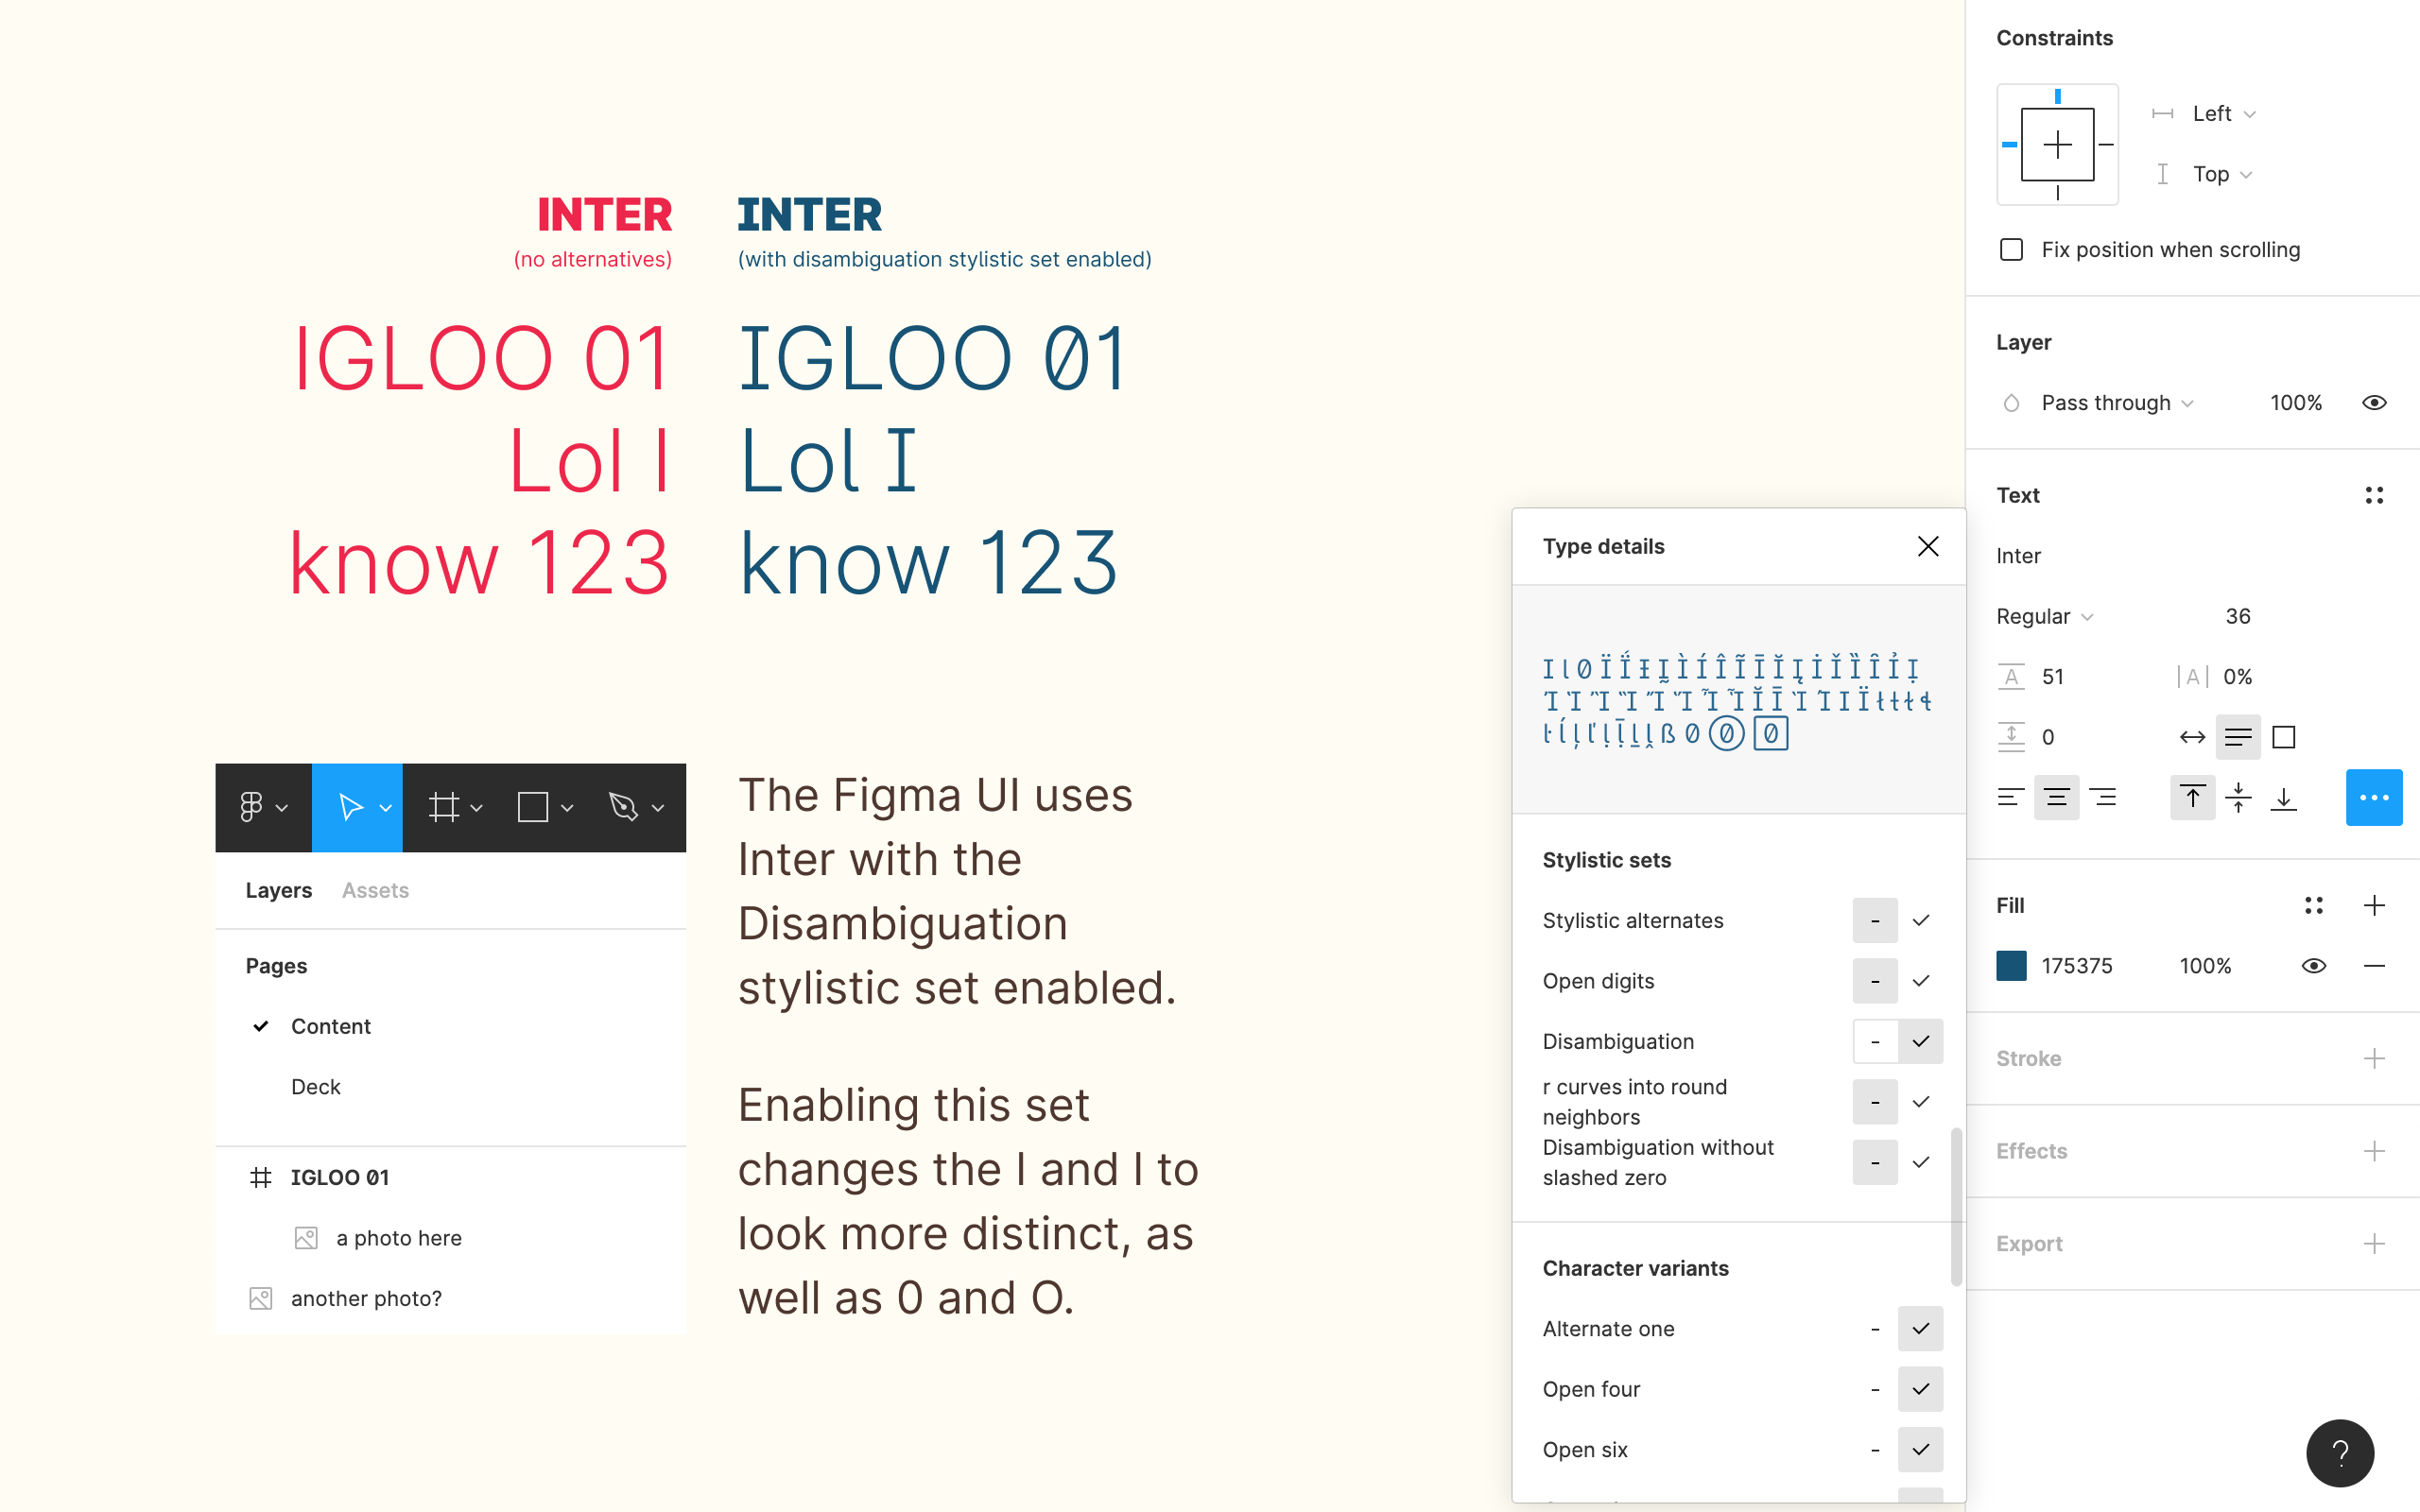 INTER
(no alternatives)
IGLOO 01
Lol I
know 123
INTER
(with disambiguation stylistic set enabled)
IGLOO 01
Lol I
know 123
Layers Assets
Pages
Content
Deck
IGLOO 01
a photo here
another photo?
The Figma UI uses
Inter with the
Disambiguation
stylistic set enabled.
Enabling this set
changes the I and l to
look more distinct, as
well as 0 and O.
Type details
Stylistic sets
Stylistic alternates -
Open digits -
Disambiguation -
r curves into round
neighbors -
Disambiguation without
slashed zero -
Character variants
Alternate one -
Open four -
Open six -
Constraints
Left
Top
Fix position when scrolling
Layer
Pass through 100%
Text
Inter
Regular 36
A 51 |A| 0%
0
Fill
175375 100%
Stroke
Effects
Export
?